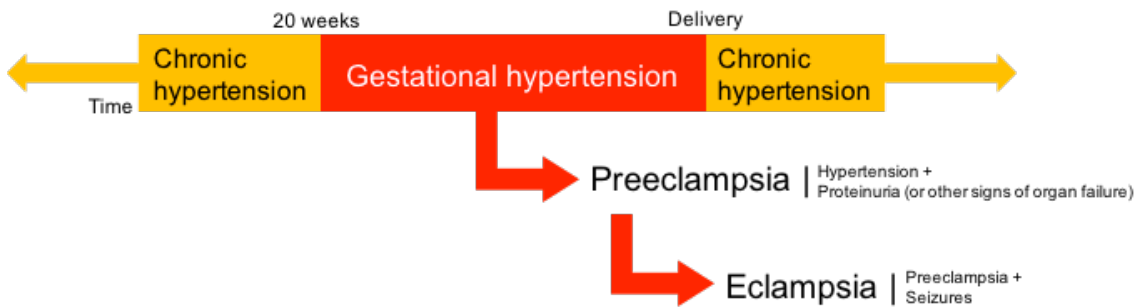 20 weeks
Delivery
Chronic
hypertension
Gestational hypertension
Chronic
hypertension
Time
Preeclampsia
Hypertension +
Proteinuria (or other signs of organ failure)
Eclampsia
Preeclampsia +
Seizures